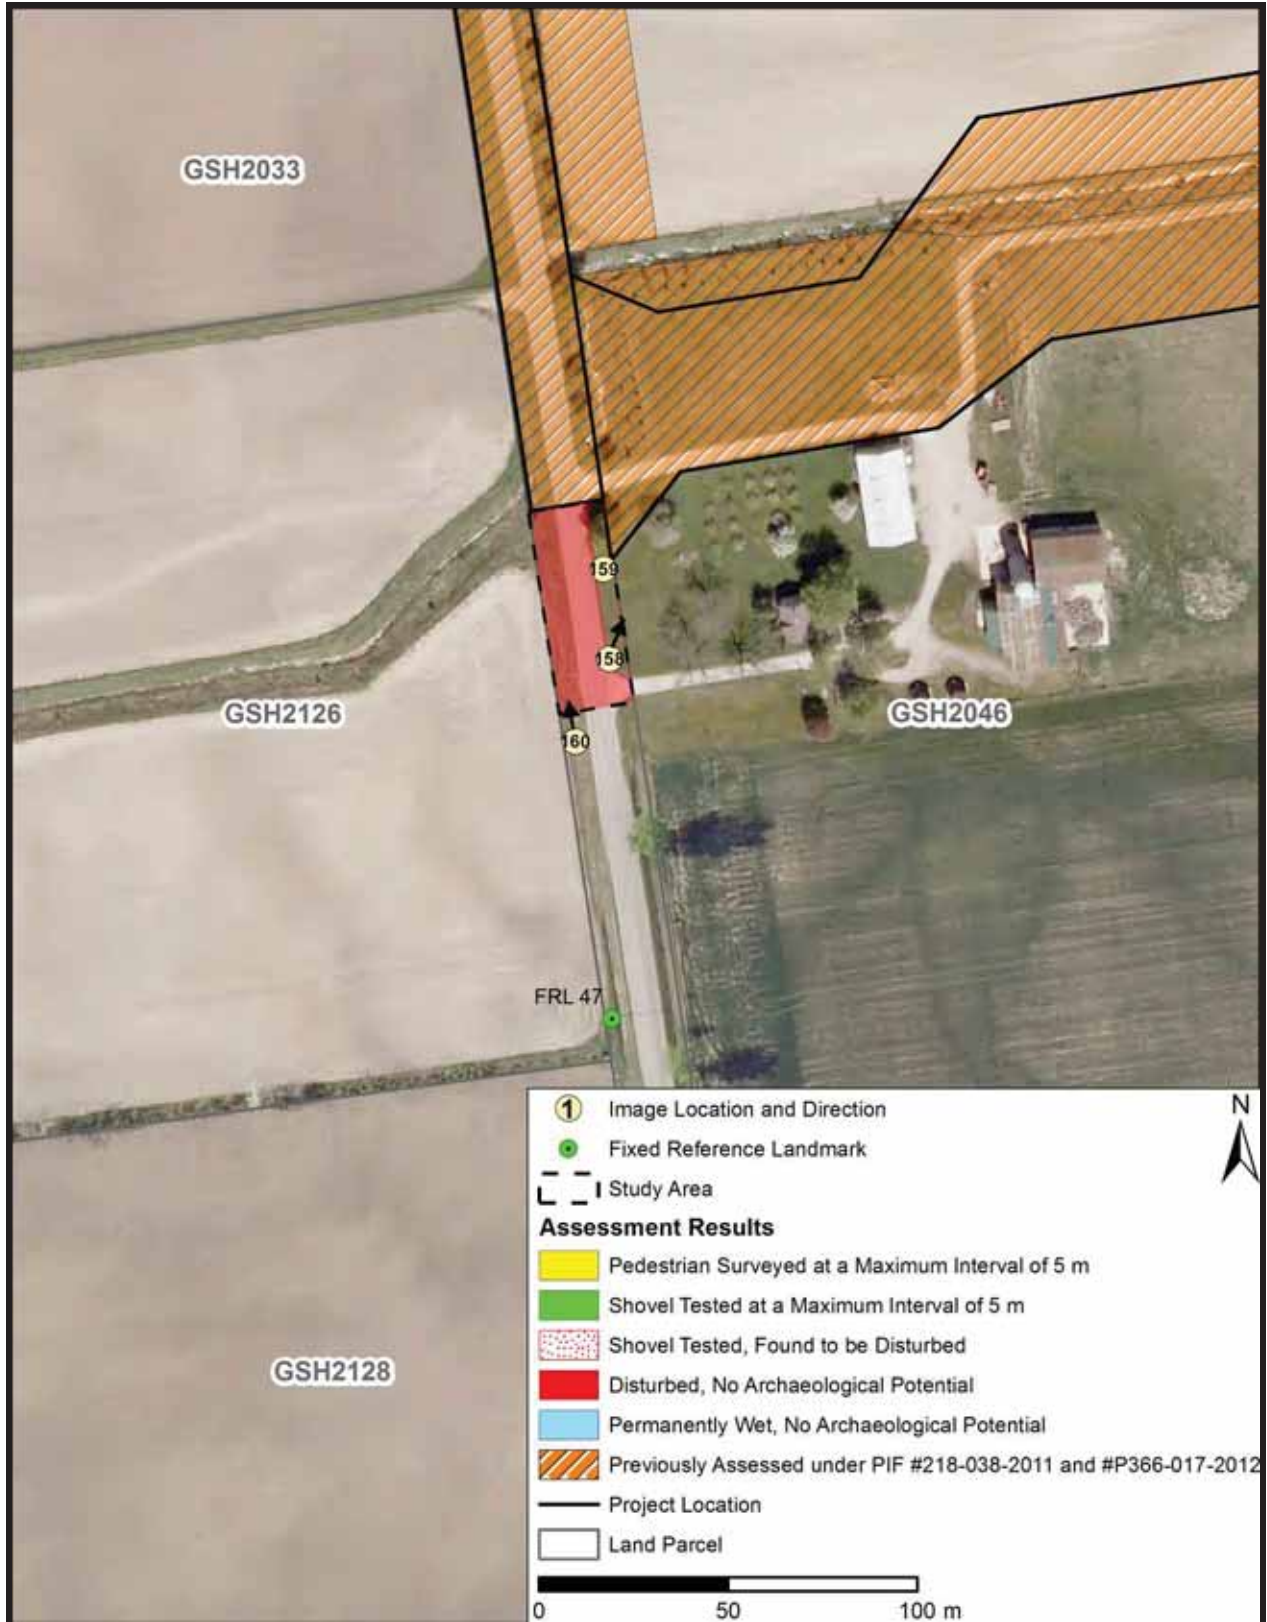 GSH2033
159
158
GSH2126
GSH2046
160
FRL 47
GSH2128
1 Image Location and Direction
N
Fixed Reference Landmark
Study Area
Assessment Results
Pedestrian Surveyed at a Maximum Interval of 5 m
Shovel Tested at a Maximum Interval of 5 m
Shovel Tested, Found to be Disturbed
Disturbed, No Archaeological Potential
Permanently Wet, No Archaeological Potential
Previously Assessed under PIF #218-038-2011 and #P366-017-2012
Project Location
Land Parcel
0 50 100 m